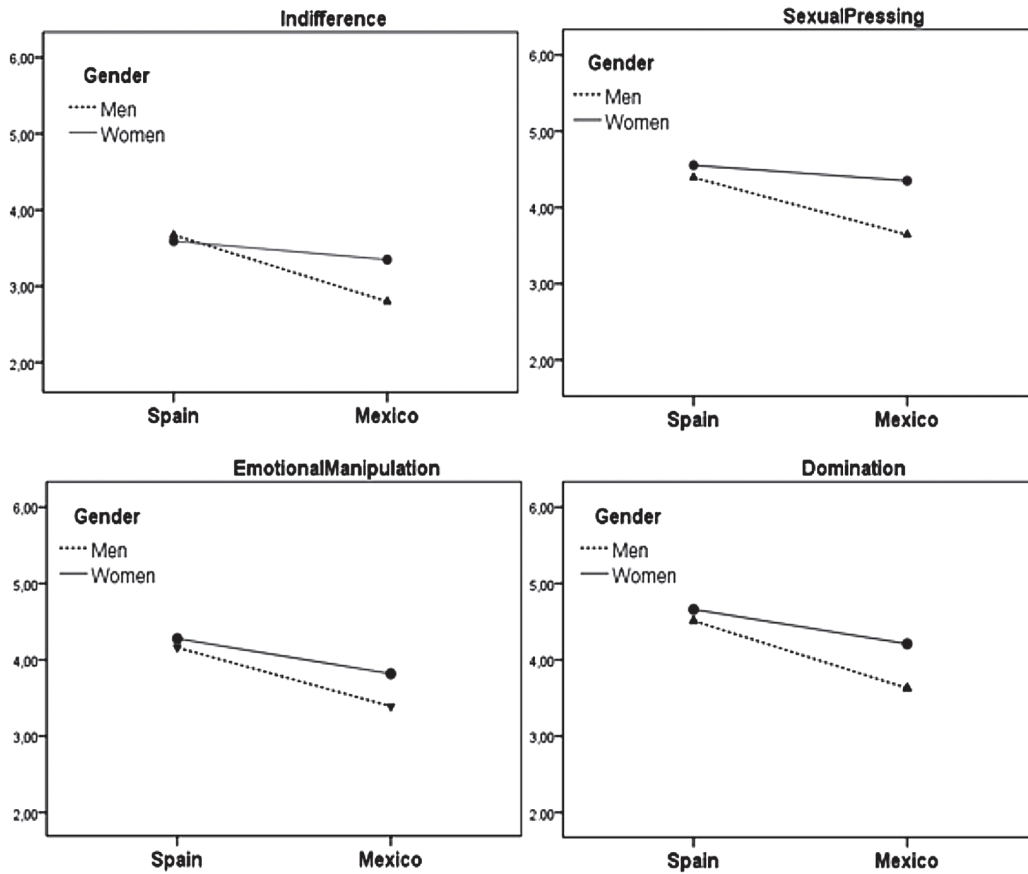 Indifference
6,00
5,00
4,00
3,00
2,00
Gender
Men
Women
Spain
Mexico
SexualPressing
6,00
5,00
4,00
3,00
2,00
Gender
Men
Women
Spain
Mexico
EmotionalManipulation
6,00
5,00
4,00
3,00
2,00
Gender
Men
Women
Spain
Mexico
Domination
6,00
5,00
4,00
3,00
2,00
Gender
Men
Women
Spain
Mexico